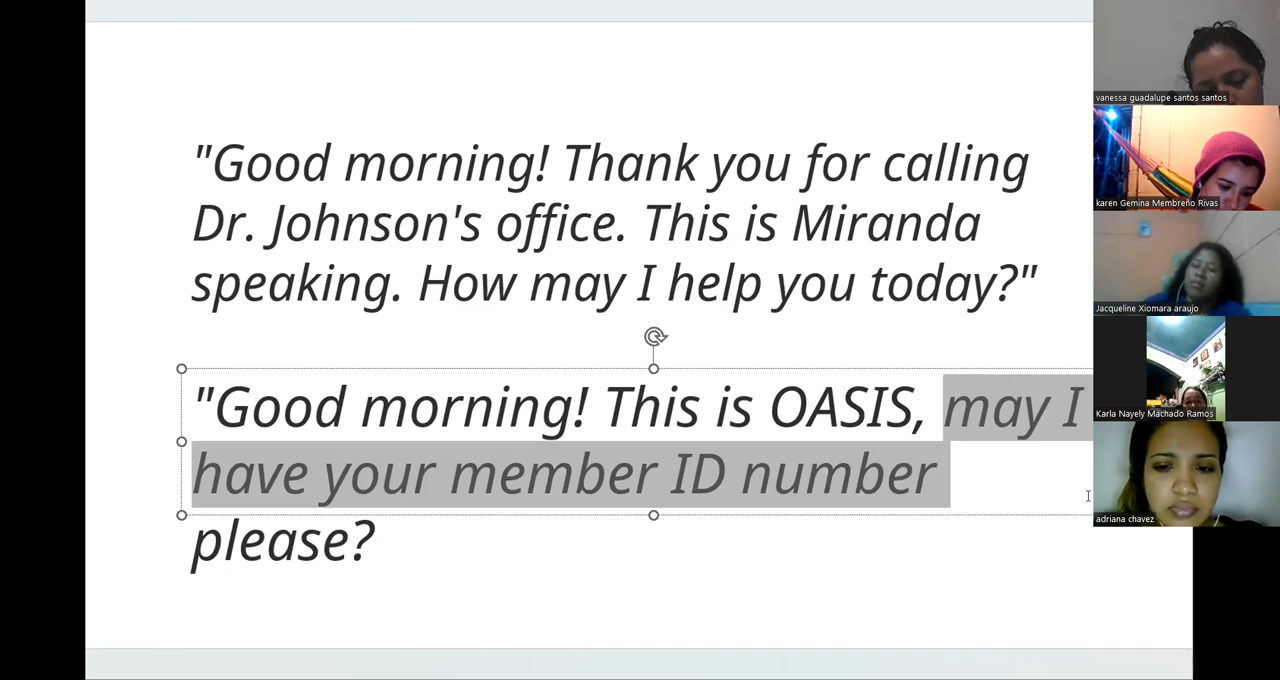 "Good morning! Thank you for calling
Dr. Johnson's office. This is Miranda
speaking. How may I help you today?"
"Good morning! This is OASIS, may I
have your member ID number
please?
vanessa guadalupe santos santos
karen Gemina Membreño Rivas
Jacqueline Xiomara araujo
Karla Nayely Machado Ramos
adriana chavez